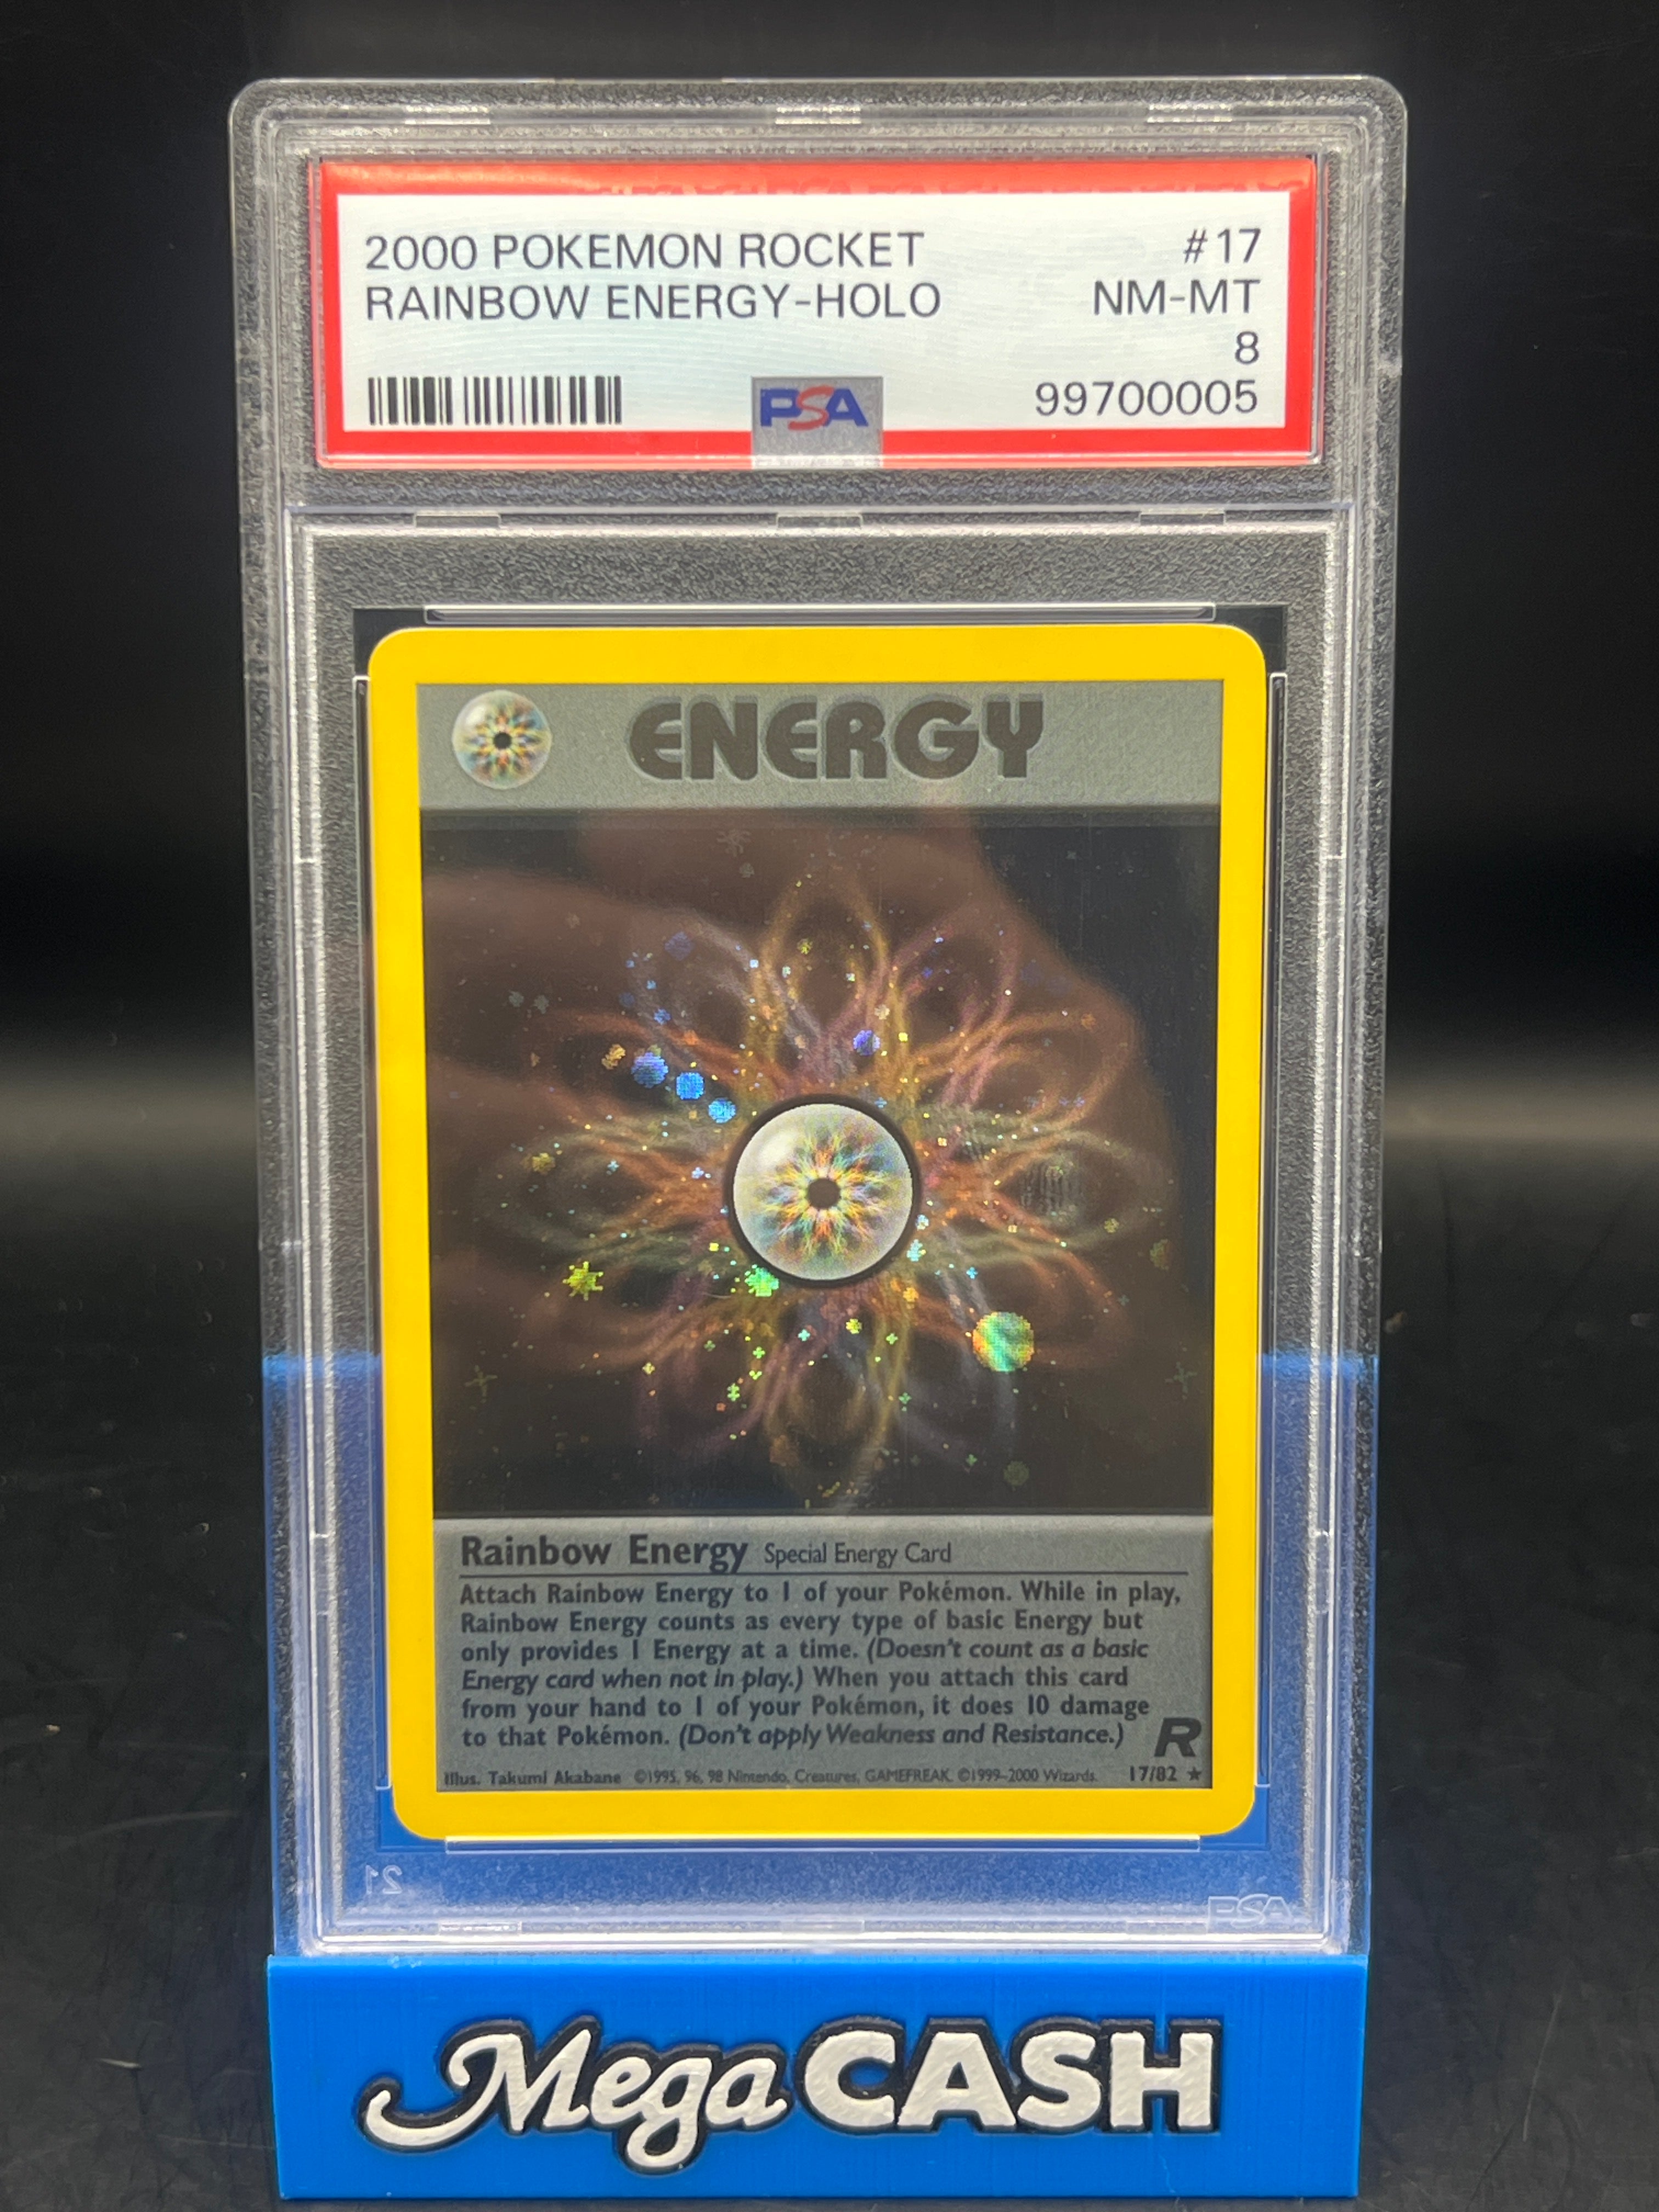 2000 POKEMON ROCKET #17
RAINBOW ENERGY-HOLO NM-MT
8
PSA 99700005
ENERGY
Rainbow Energy Special Energy Card
Attach Rainbow Energy to 1 of your Pokémon. While in play,
Rainbow Energy counts as every type of basic Energy but
only provides 1 Energy at a time. (Doesn't count as a basic
Energy card when not in play.) When you attach this card
from your hand to 1 of your Pokémon, it does 10 damage
to that Pokémon. (Don't apply Weakness and Resistance.) R
Illus. Takumi Akabane ©1995, 96, 98 Nintendo, Creatures, GAMEFREAK. ©1999-2000 Wizards. 17/82 ★
21
PSA
Mega CASH